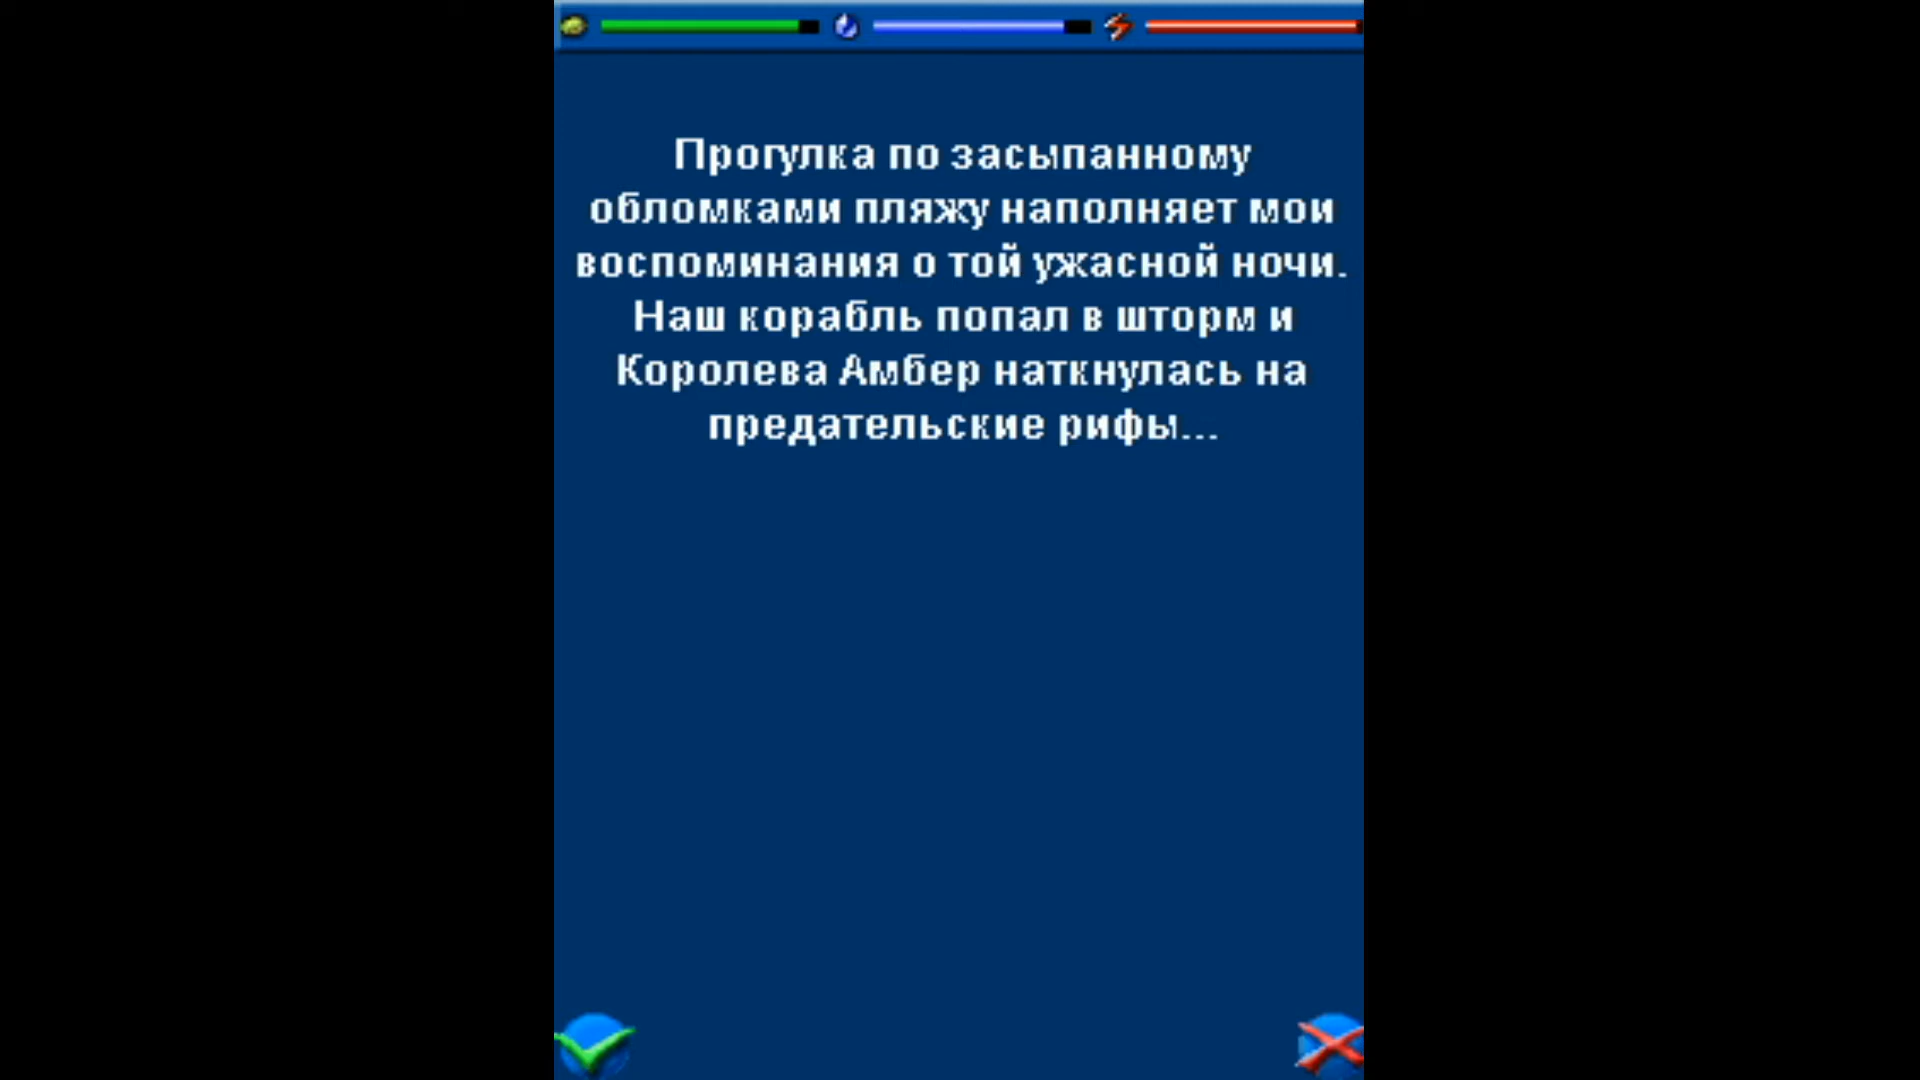 Прогулка по засыпанному
обломками пляжу наполняет мои
воспоминания о той ужасной ночи.
Наш корабль попал в шторм и
Королева Амбер наткнулась на
предательские рифы...